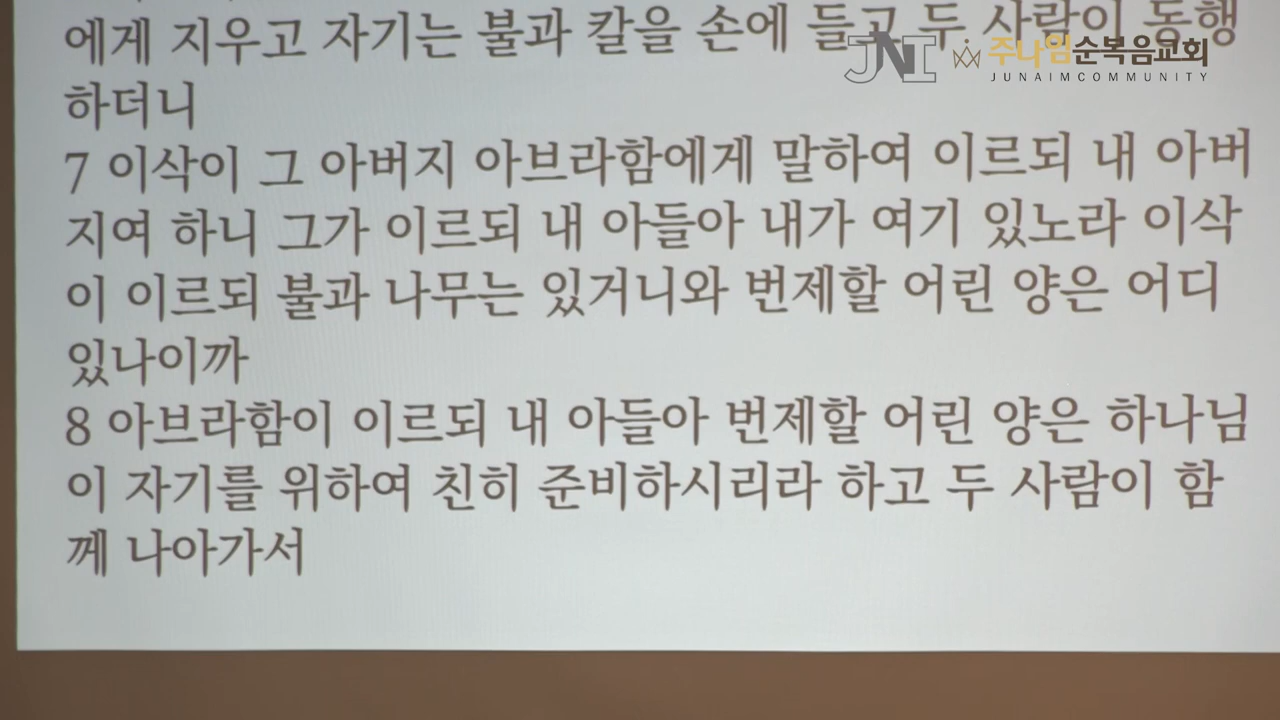 에게 지우고 자기는 불과 칼을 손에 들고 두 사람이 동행
하더니
7 이삭이 그 아버지 아브라함에게 말하여 이르되 내 아버
지여 하니 그가 이르되 내 아들아 내가 여기 있노라 이삭
이 이르되 불과 나무는 있거니와 번제할 어린 양은 어디
있나이까
8 아브라함이 이르되 내 아들아 번제할 어린 양은 하나님
이 자기를 위하여 친히 준비하시리라 하고 두 사람이 함
께 나아가서
JNI 주나임순복음교회
JUNAIMCOMMUNITY